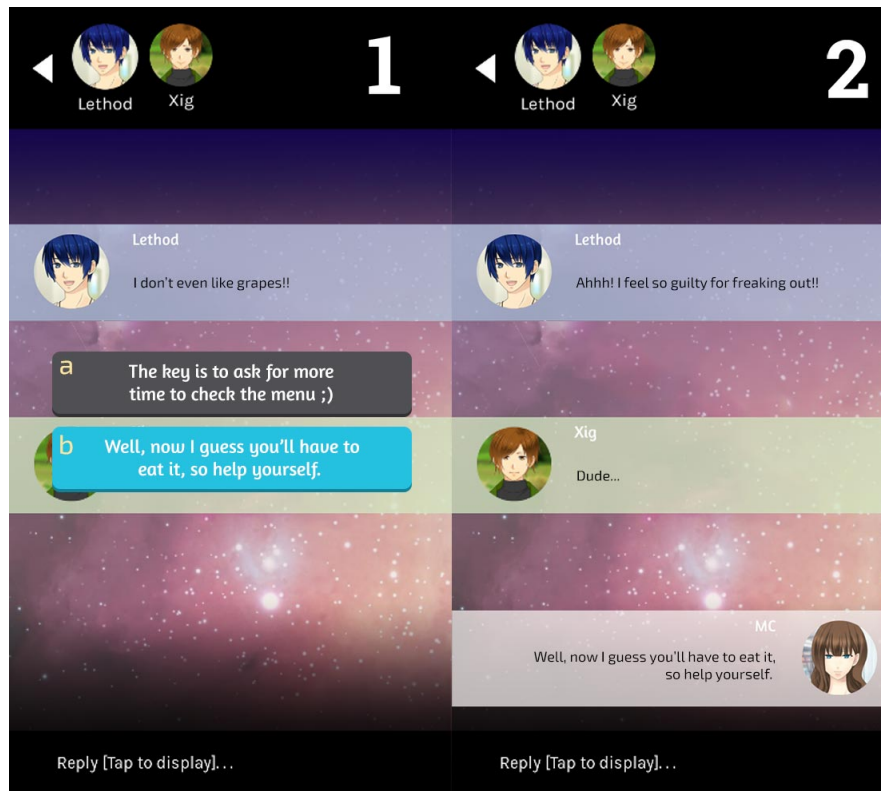 1
Lethod
Xig
Lethod
I don't even like grapes!!
a
The key is to ask for more
time to check the menu ;)
b
Well, now I guess you'll have to
eat it, so help yourself.
Reply [Tap to display]...
2
Lethod
Xig
Lethod
Ahhh! I feel so guilty for freaking out!!
Xig
Dude...
MC
Well, now I guess you'll have to eat it,
so help yourself.
Reply [Tap to display]...